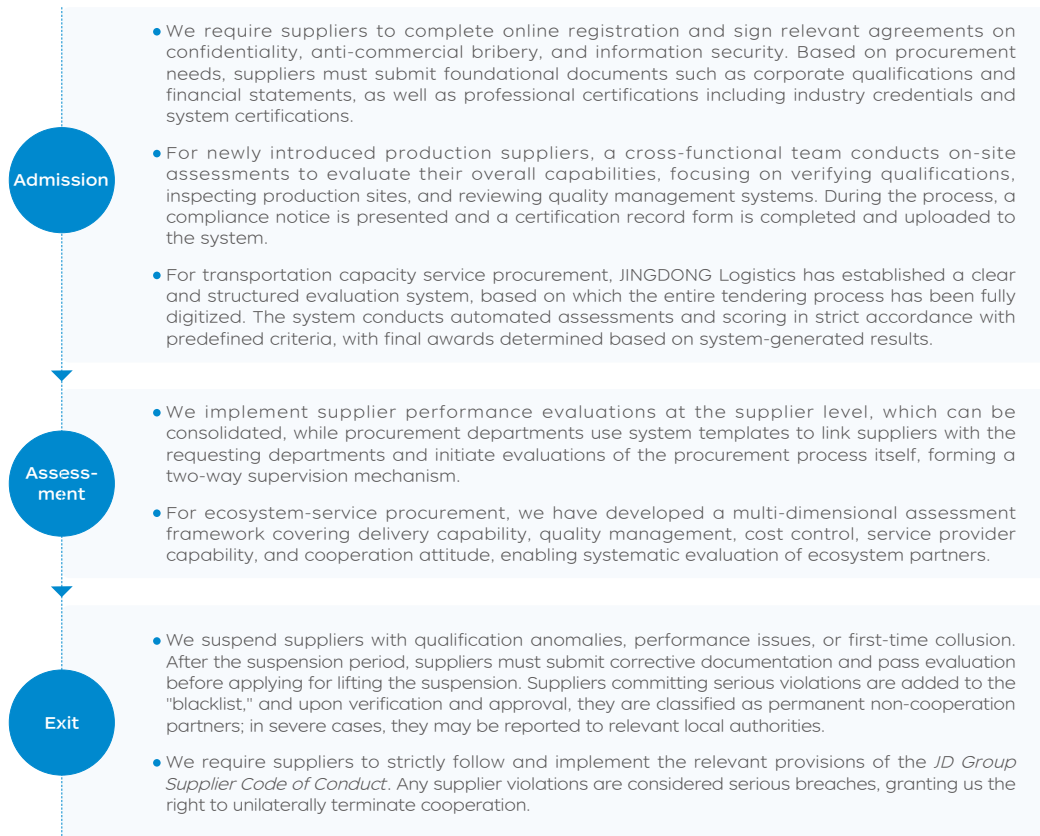 • We require suppliers to complete online registration and sign relevant agreements on
confidentiality, anti-commercial bribery, and information security. Based on procurement
needs, suppliers must submit foundational documents such as corporate qualifications and
financial statements, as well as professional certifications including industry credentials and
system certifications.
Admission
• For newly introduced production suppliers, a cross-functional team conducts on-site
assessments to evaluate their overall capabilities, focusing on verifying qualifications,
inspecting production sites, and reviewing quality management systems. During the process, a
compliance notice is presented and a certification record form is completed and uploaded to
the system.
• For transportation capacity service procurement, JINGDONG Logistics has established a clear
and structured evaluation system, based on which the entire tendering process has been fully
digitized. The system conducts automated assessments and scoring in strict accordance with
predefined criteria, with final awards determined based on system-generated results.
Assess-
ment
• We implement supplier performance evaluations at the supplier level, which can be
consolidated, while procurement departments use system templates to link suppliers with the
requesting departments and initiate evaluations of the procurement process itself, forming a
two-way supervision mechanism.
• For ecosystem-service procurement, we have developed a multi-dimensional assessment
framework covering delivery capability, quality management, cost control, service provider
capability, and cooperation attitude, enabling systematic evaluation of ecosystem partners.
Exit
• We suspend suppliers with qualification anomalies, performance issues, or first-time collusion.
After the suspension period, suppliers must submit corrective documentation and pass evaluation
before applying for lifting the suspension. Suppliers committing serious violations are added to the
"blacklist," and upon verification and approval, they are classified as permanent non-cooperation
partners; in severe cases, they may be reported to relevant local authorities.
• We require suppliers to strictly follow and implement the relevant provisions of the JD Group
Supplier Code of Conduct. Any supplier violations are considered serious breaches, granting us the
right to unilaterally terminate cooperation.